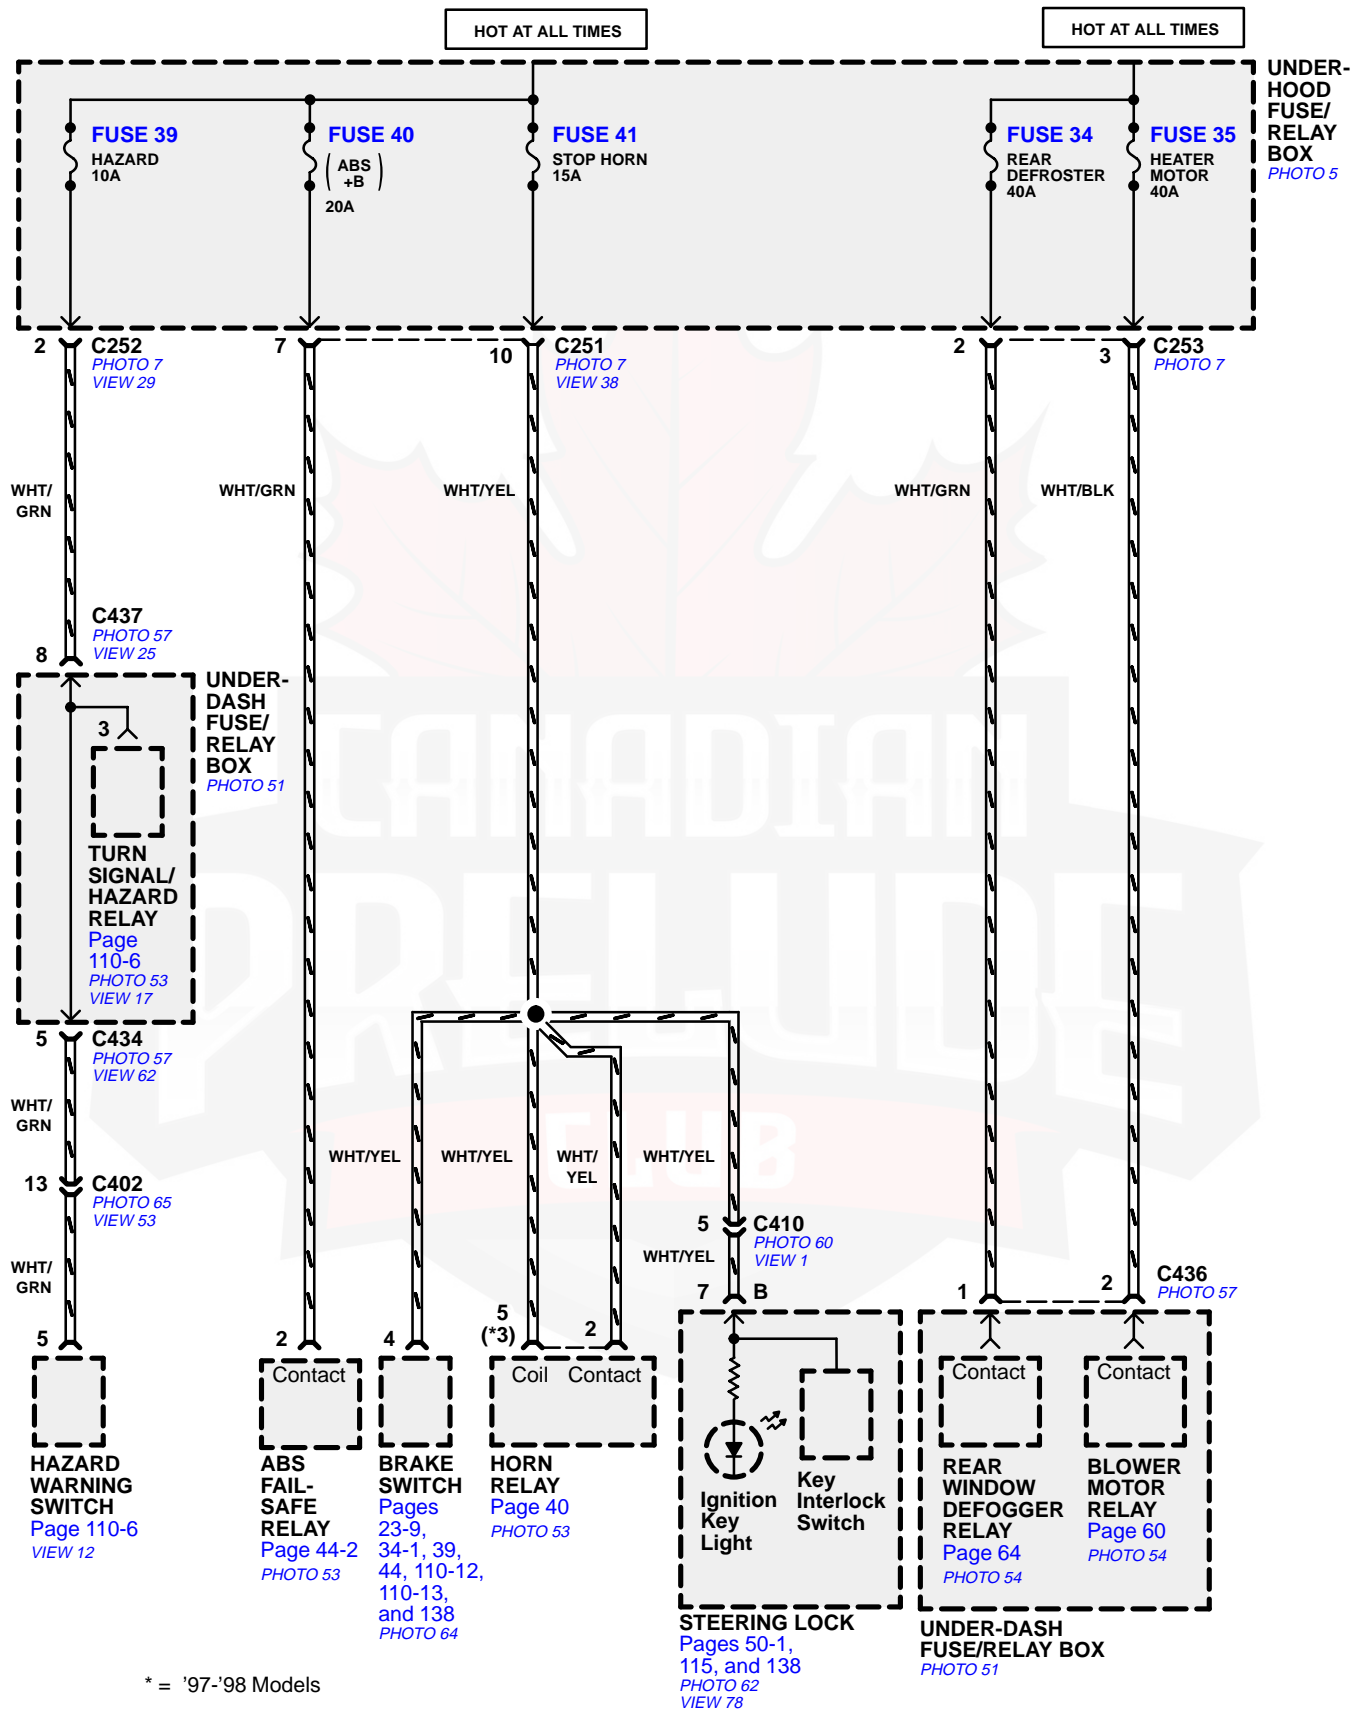 HOT AT ALL TIMES
HOT AT ALL TIMES
UNDER-
HOOD
FUSE/
RELAY
BOX
PHOTO 5
FUSE 39
HAZARD
10A
FUSE 40
ABS
+B
20A
FUSE 41
STOP HORN
15A
FUSE 34
REAR
DEFROSTER
40A
FUSE 35
HEATER
MOTOR
40A
2
C252
PHOTO 7
VIEW 29
7
10
C251
PHOTO 7
VIEW 38
2
3
C253
PHOTO 7
WHT/
GRN
WHT/GRN
WHT/YEL
WHT/GRN
WHT/BLK
C437
PHOTO 57
VIEW 25
8
UNDER-
DASH
FUSE/
RELAY
BOX
PHOTO 51
3
TURN
SIGNAL/
HAZARD
RELAY
Page
110-6
PHOTO 53
VIEW 17
CANADIAN
PRELUDE
CLUB
5
C434
PHOTO 57
VIEW 62
WHT/
GRN
13
C402
PHOTO 65
VIEW 53
WHT/
GRN
5
HAZARD
WARNING
SWITCH
Page 110-6
VIEW 12
2
Contact
ABS
FAIL-
SAFE
RELAY
Page 44-2
PHOTO 53
WHT/YEL
WHT/YEL
WHT/
YEL
WHT/YEL
4
BRAKE
SWITCH
Pages
23-9,
34-1, 39,
44, 110-12,
110-13,
and 138
PHOTO 64
5
(*3)
2
Coil
Contact
HORN
RELAY
Page 40
PHOTO 53
5
C410
PHOTO 60
VIEW 1
WHT/YEL
7
B
Ignition
Key
Light
Key
Interlock
Switch
STEERING LOCK
Pages 50-1,
115, and 138
PHOTO 62
VIEW 78
1
2
C436
PHOTO 57
Contact
Contact
REAR
WINDOW
DEFOGGER
RELAY
Page 64
PHOTO 54
BLOWER
MOTOR
RELAY
Page 60
PHOTO 54
UNDER-DASH
FUSE/RELAY BOX
PHOTO 51
* = '97-'98 Models